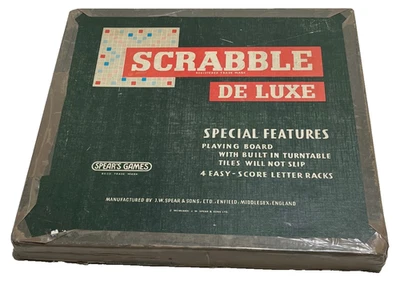 SCRABBLE
REGISTERED TRADE MARK
DE LUXE
SPECIAL FEATURES
PLAYING BOARD
WITH BUILT IN TURNTABLE
TILES WILL NOT SLIP
4 EASY-SCORE LETTER RACKS
SPEAR'S GAMES
MANUFACTURED BY J.W. SPEAR & SONS. LTD. ENFIELD. MIDDLESEX. ENGLAND